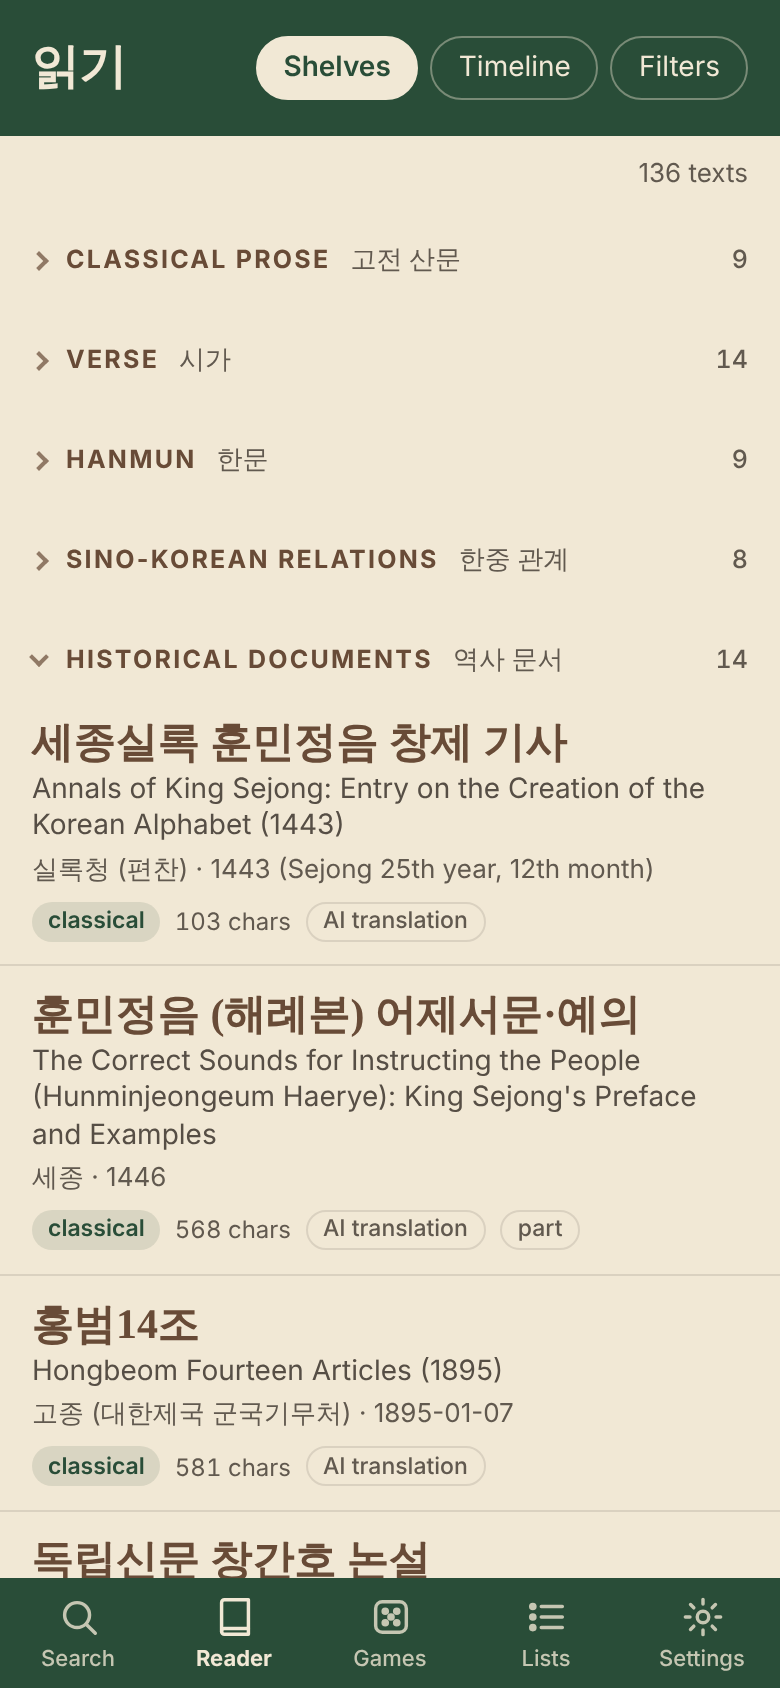 읽기
Shelves Timeline Filters
136 texts
CLASSICAL PROSE 고전 산문 9
VERSE 시가 14
HANMUN 한문 9
SINO-KOREAN RELATIONS 한중 관계 8
HISTORICAL DOCUMENTS 역사 문서 14
세종실록 훈민정음 창제 기사
Annals of King Sejong: Entry on the Creation of the
Korean Alphabet (1443)
실록청 (편찬) · 1443 (Sejong 25th year, 12th month)
classical 103 chars AI translation
훈민정음 (해례본) 어제서문·예의
The Correct Sounds for Instructing the People
(Hunminjeongeum Haerye): King Sejong's Preface
and Examples
세종 · 1446
classical 568 chars AI translation part
홍범14조
Hongbeom Fourteen Articles (1895)
고종 (대한제국 군국기무처) · 1895-01-07
classical 581 chars AI translation
독립신문 창간호 논설
Search Reader Games Lists Settings